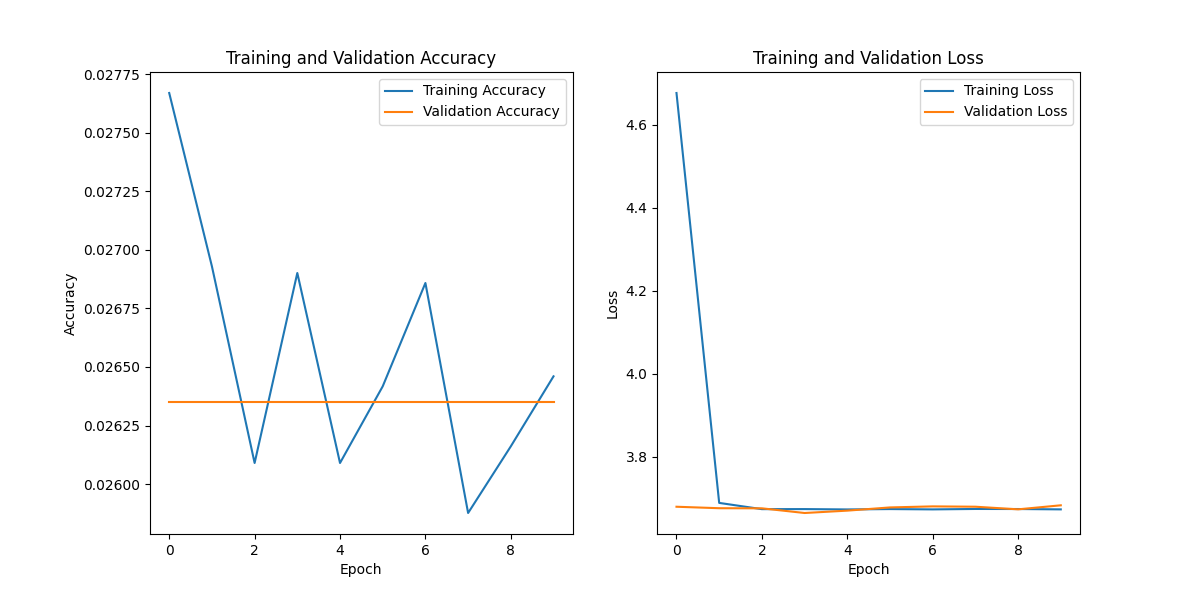 Training and Validation Accuracy
0.02775
0.02750
0.02725
0.02700
0.02675
0.02650
0.02625
0.02600
Accuracy
Training Accuracy
Validation Accuracy
0 2 4 6 8
Epoch
Training and Validation Loss
4.6
4.4
4.2
4.0
3.8
Loss
Training Loss
Validation Loss
0 2 4 6 8
Epoch